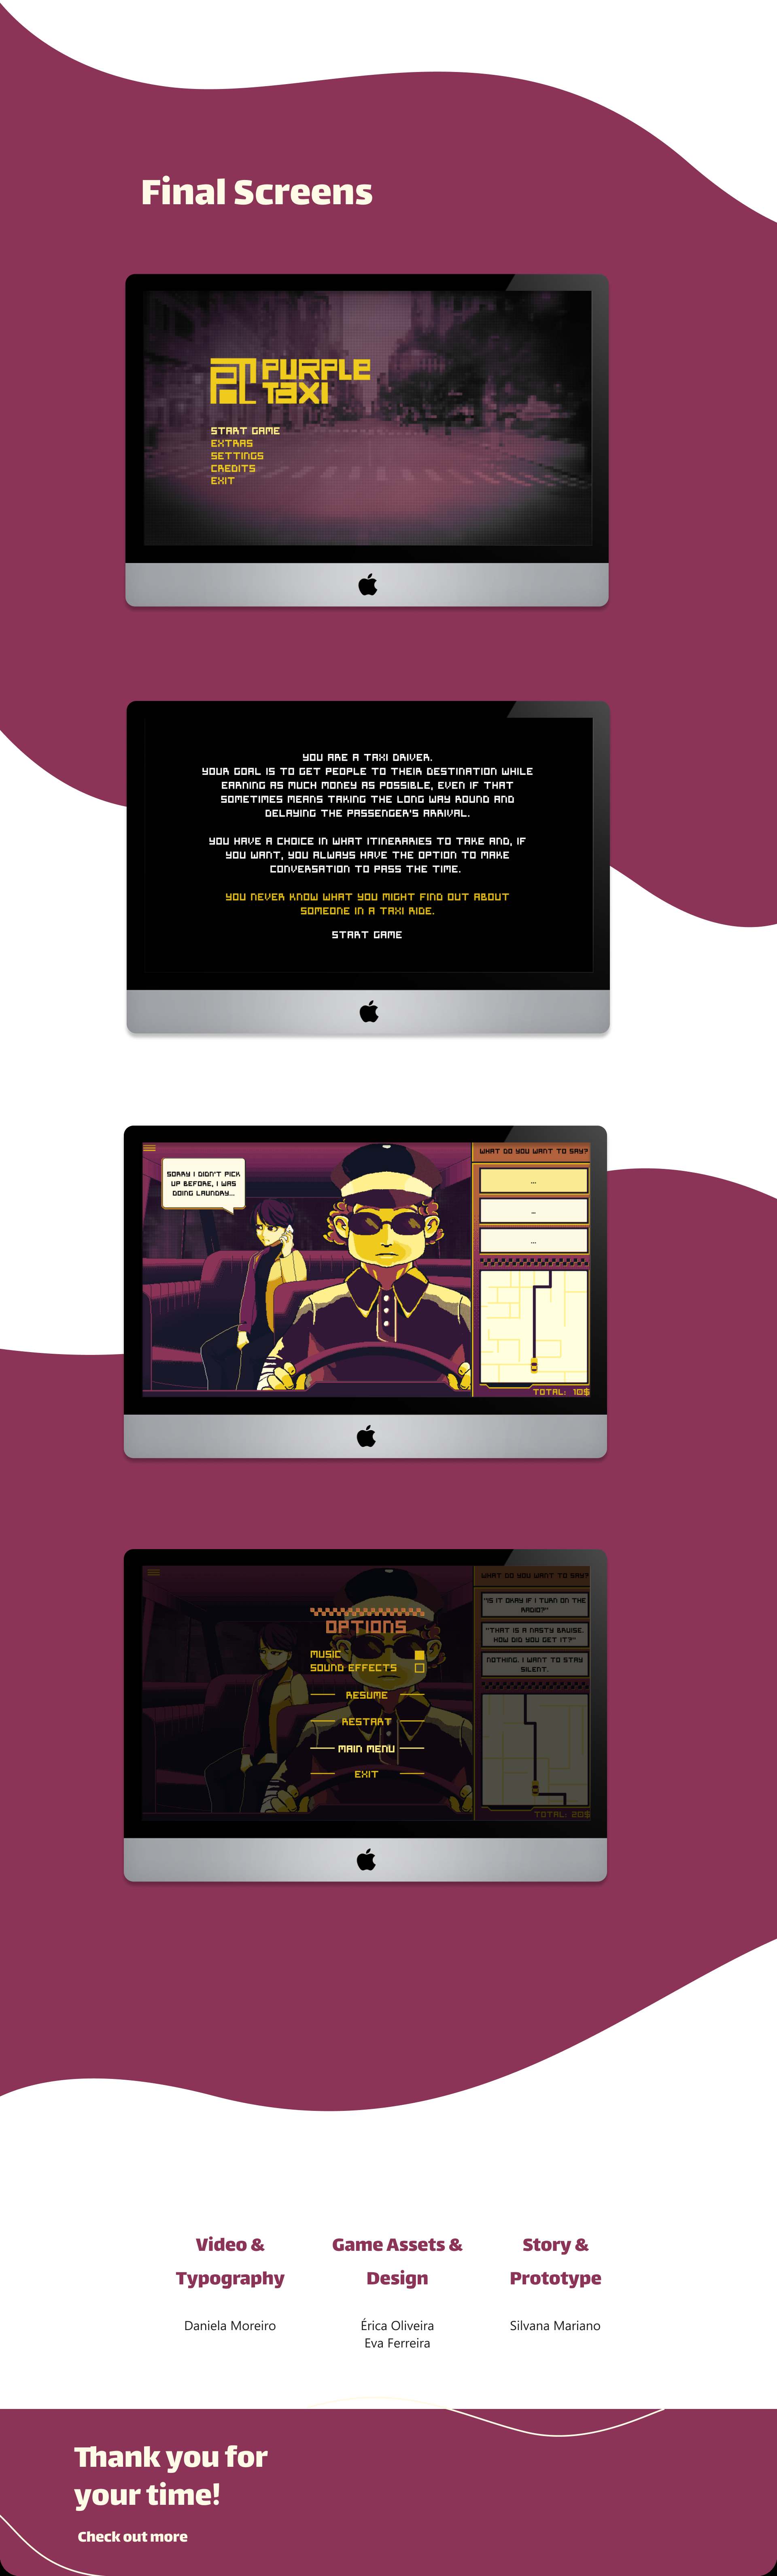 Final Screens
PURPLE
TAXI
START GAME
EXTRAS
SETTINGS
CREDITS
EXIT
YOU ARE A TAXI DRIVER.
YOUR GOAL IS TO GET PEOPLE TO THEIR DESTINATION WHILE
EARNING AS MUCH MONEY AS POSSIBLE, EVEN IF THAT
SOMETIMES MEANS TAKING THE LONG WAY ROUND AND
DELAYING THE PASSENGER'S ARRIVAL.
YOU HAVE A CHOICE IN WHAT ITINERARIES TO TAKE AND, IF
YOU WANT, YOU ALWAYS HAVE THE OPTION TO MAKE
CONVERSATION TO PASS THE TIME.
YOU NEVER KNOW WHAT YOU MIGHT FIND OUT ABOUT
SOMEONE IN A TAXI RIDE.
START GAME
SORRY I DIDN'T PICK
UP BEFORE, I WAS
DOING LAUNDRY...
WHAT DO YOU WANT TO SAY?
...
...
...
TOTAL: 10$
OPTIONS
MUSIC
SOUND EFFECTS
RESUME
RESTART
MAIN MENU
EXIT
WHAT DO YOU WANT TO SAY?
"IS IT OKAY IF I TURN ON THE
RADIO?"
"THAT IS A NASTY BRUISE.
HOW DID YOU GET IT?"
NOTHING. I WANT TO STAY
SILENT.
TOTAL: 20$
Video &
Typography
Daniela Moreiro
Game Assets &
Design
Érica Oliveira
Eva Ferreira
Story &
Prototype
Silvana Mariano
Thank you for
your time!
Check out more